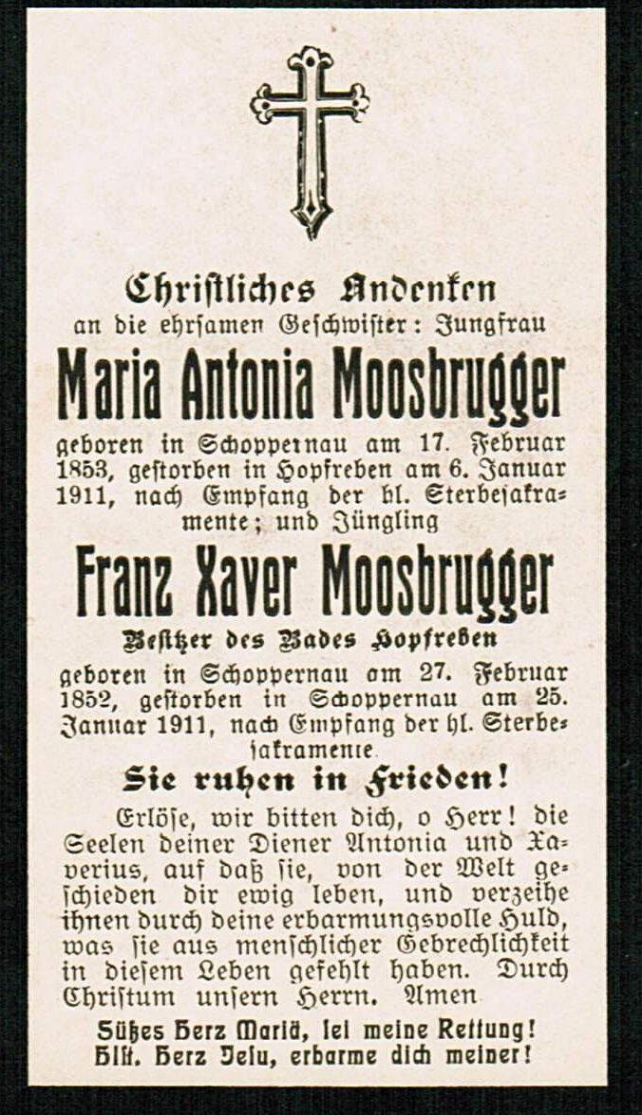 Christliches Andenken
an die ehrsamen Geschwister: Jungfrau
Maria Antonia Moosbrugger
geboren in Schoppernau am 17. Februar
1853, gestorben in Hopfreben am 6. Januar
1911, nach Empfang der hl. Sterbesakra-
mente; und Jüngling
Franz Xaver Moosbrugger
Besitzer des Bades Hopfreben
geboren in Schoppernau am 27. Februar
1852, gestorben in Schoppernau am 25.
Januar 1911, nach Empfang der hl. Sterbe-
sakramente
Sie ruhen in Frieden!
Erlöse, wir bitten dich, o Herr! die
Seelen deiner Diener Antonia und Xa-
verius, auf daß sie, von der Welt ge-
schieden dir ewig leben, und verzeihe
ihnen durch deine erbarmungsvolle Huld,
was sie aus menschlicher Gebrechlichkeit
in diesem Leben gefehlt haben. Durch
Christum unsern Herrn. Amen
Süßes Herz Mariä, sei meine Rettung!
Hlst. Herz Jesu, erbarme dich meiner!